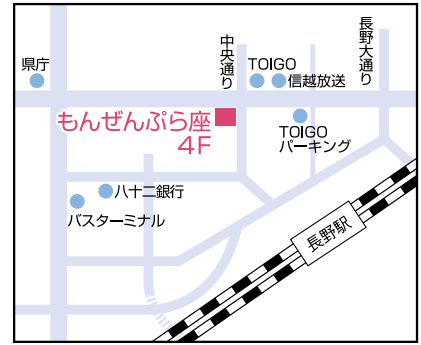 県庁
中央通り
TOIGO
信越放送
長野大通り
もんぜんぷら座
4F
TOIGO
パーキング
八十二銀行
バスターミナル
長野駅